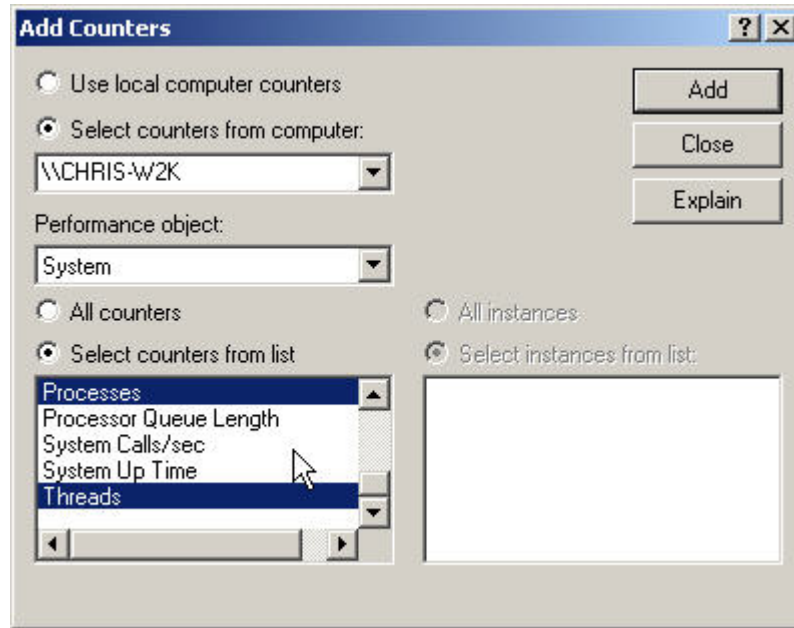 Add Counters
Use local computer counters
Add
Select counters from computer:
Close
\\CHRIS-W2K
Explain
Performance object:
System
All counters
All instances
Select counters from list
Select instances from list:
Processes
Processor Queue Length
System Calls/sec
System Up Time
Threads